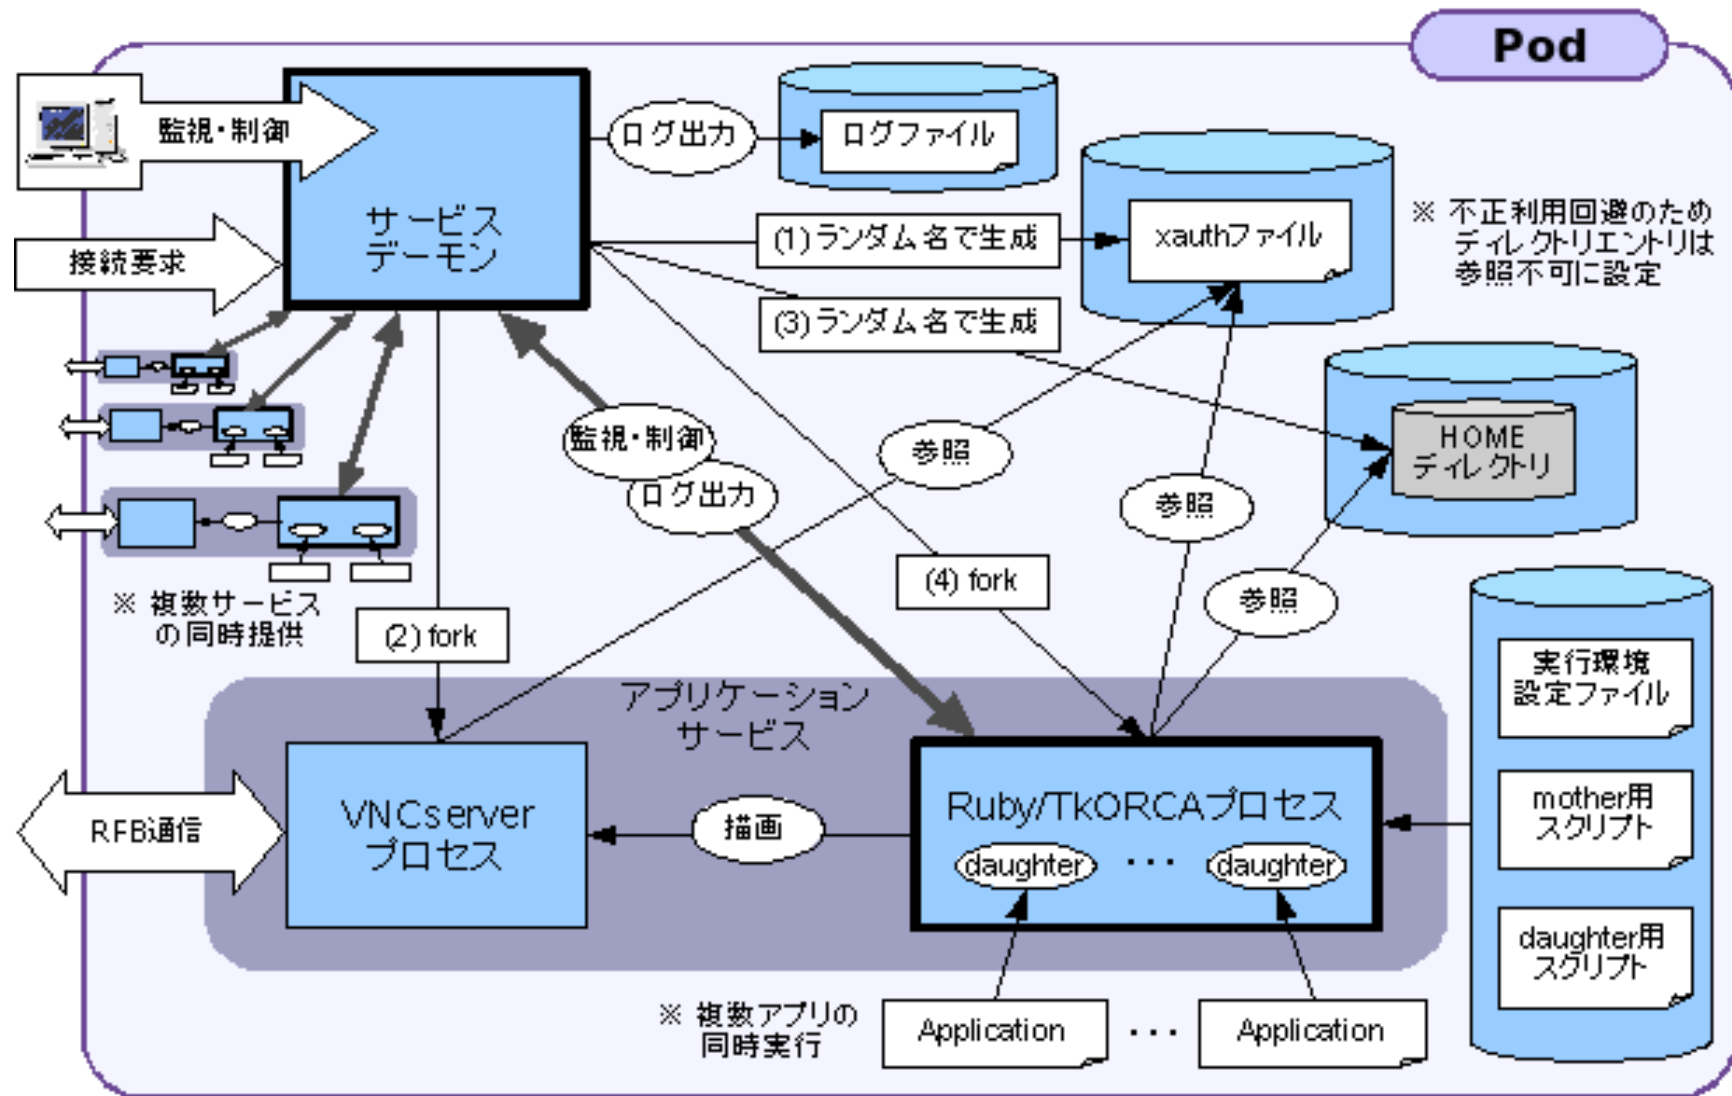 Pod
監視・制御
サービス
デーモン
ログ出力
ログファイル
接続要求
(1) ランダム名で生成
xauthファイル
※ 不正利用回避のため
ディレクトリエントリは
参照不可に設定
(3) ランダム名で生成
HOME
ディレクトリ
監視・制御
ログ出力
参照
参照
参照
※ 複数サービス
の同時提供
(2) fork
(4) fork
実行環境
設定ファイル
mother用
スクリプト
daughter用
スクリプト
アプリケーション
サービス
RFB通信
VNCserver
プロセス
描画
Ruby/TkORCAプロセス
daughter
・・・
daughter
※ 複数アプリの
同時実行
Application
・・・
Application